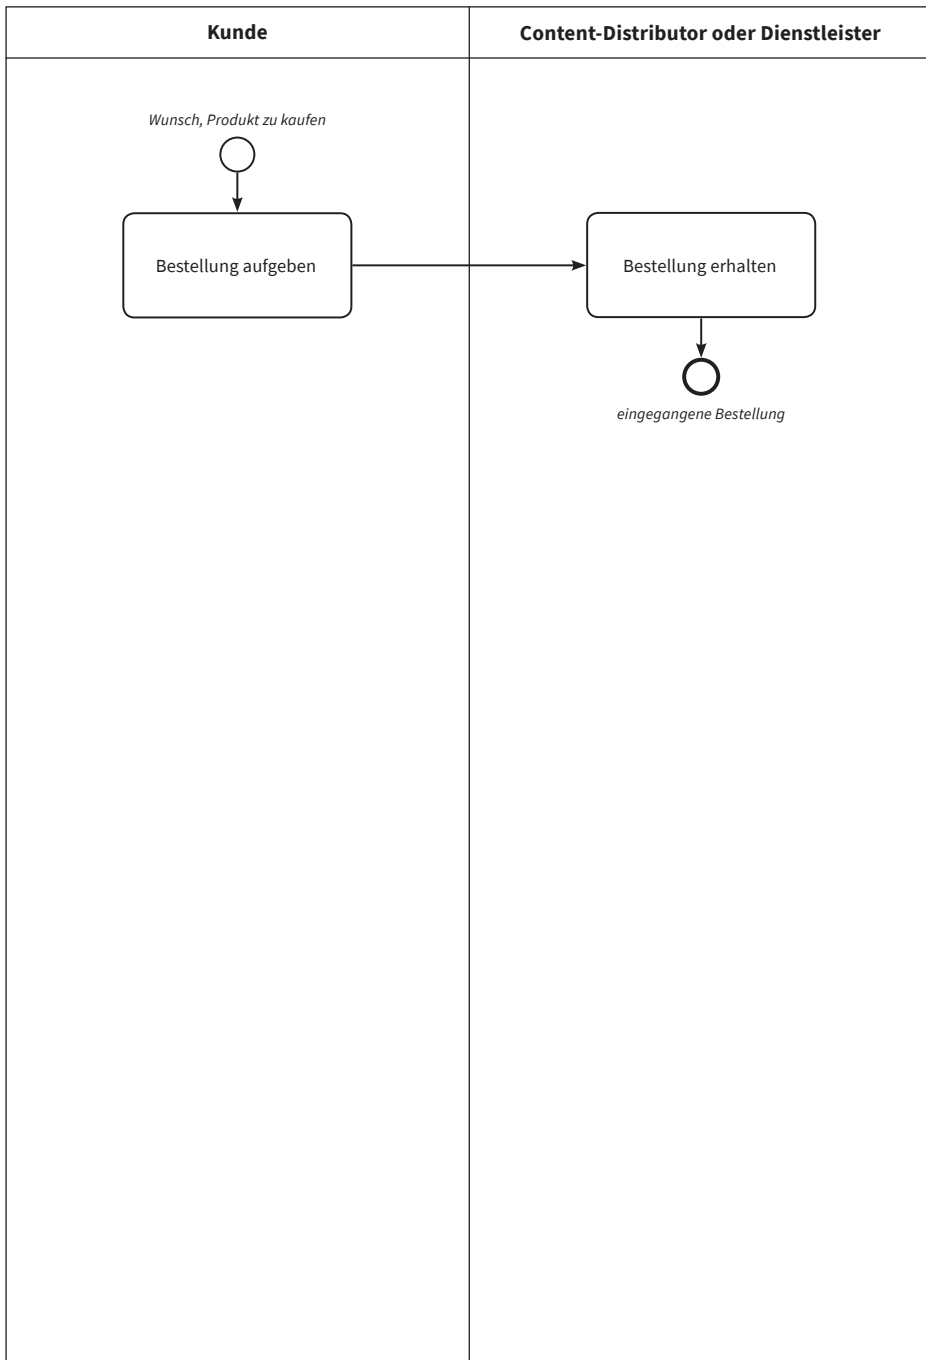 Kunde
Content-Distributor oder Dienstleister
Wunsch, Produkt zu kaufen
Bestellung aufgeben
Bestellung erhalten
eingegangene Bestellung